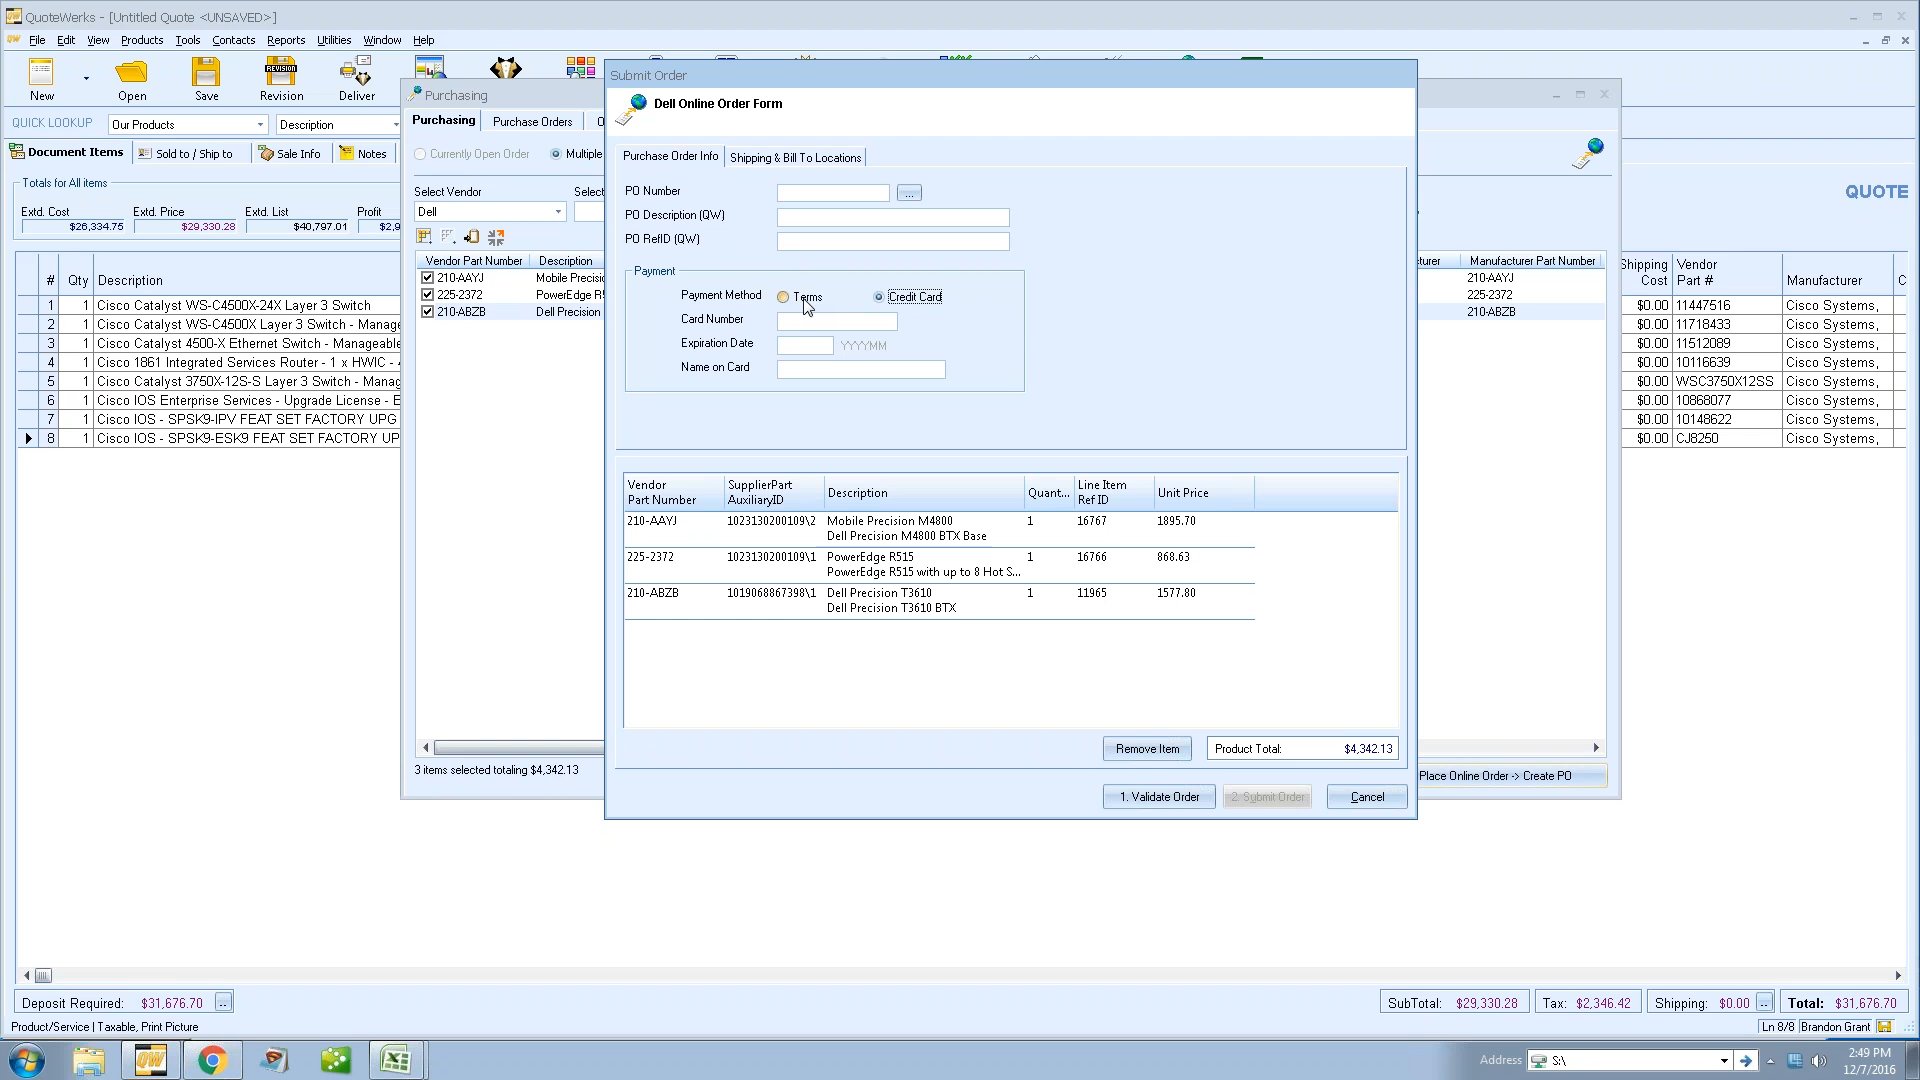 QuoteWerks - [Untitled Quote <UNSAVED>]
File Edit View Products Tools Contacts Reports Utilities Window Help
New Open Save Revision Deliver
QUICK LOOKUP Our Products Description
Document Items Sold to / Ship to Sale Info Notes
Totals for All items
Extd. Cost Extd. Price Extd. List Profit
$26,334.75 $29,330.28 $40,797.01 $2,9
QUOTE
# Qty Description
1 1 Cisco Catalyst WS-C4500X-24X Layer 3 Switch
2 1 Cisco Catalyst WS-C4500X Layer 3 Switch - Manage
3 1 Cisco Catalyst 4500-X Ethernet Switch - Manageable
4 1 Cisco 1861 Integrated Services Router - 1 x HWIC -
5 1 Cisco Catalyst 3750X-12S-S Layer 3 Switch - Manag
6 1 Cisco IOS Enterprise Services - Upgrade License - E
7 1 Cisco IOS - SPSK9-IPV FEAT SET FACTORY UPG
8 1 Cisco IOS - SPSK9-ESK9 FEAT SET FACTORY UP
Purchasing
Purchasing Purchase Orders
Currently Open Order Multiple
Select Vendor Select
Dell
Vendor Part Number Description
210-AAYJ Mobile Precisio
225-2372 PowerEdge R5
210-ABZB Dell Precision
3 items selected totaling $4,342.13
Submit Order
Dell Online Order Form
Purchase Order Info Shipping & Bill To Locations
PO Number ...
PO Description (QW)
PO RefID (QW)
Payment
Payment Method Terms Credit Card
Card Number
Expiration Date YYYYMM
Name on Card
Vendor Part Number SupplierPart AuxiliaryID Description Quant... Line Item Ref ID Unit Price
210-AAYJ 1023130200109\2 Mobile Precision M4800 1 16767 1895.70
Dell Precision M4800 BTX Base
225-2372 1023130200109\1 PowerEdge R515 1 16766 868.63
PowerEdge R515 with up to 8 Hot S...
210-ABZB 1019068867398\1 Dell Precision T3610 1 11965 1577.80
Dell Precision T3610 BTX
Remove Item Product Total: $4,342.13
1. Validate Order 2. Submit Order Cancel
turer Manufacturer Part Number
210-AAYJ
225-2372
210-ABZB
Place Online Order -> Create PO
Shipping Cost Vendor Part # Manufacturer
$0.00 11447516 Cisco Systems,
$0.00 11718433 Cisco Systems,
$0.00 11512089 Cisco Systems,
$0.00 10116639 Cisco Systems,
$0.00 WSC3750X12SS Cisco Systems,
$0.00 10868077 Cisco Systems,
$0.00 10148622 Cisco Systems,
$0.00 CJ8250 Cisco Systems,
Deposit Required: $31,676.70 SubTotal: $29,330.28 Tax: $2,346.42 Shipping: $0.00 Total: $31,676.70
Product/Service | Taxable, Print Picture Ln 8/8 Brandon Grant
Address S:\
2:49 PM
12/7/2016